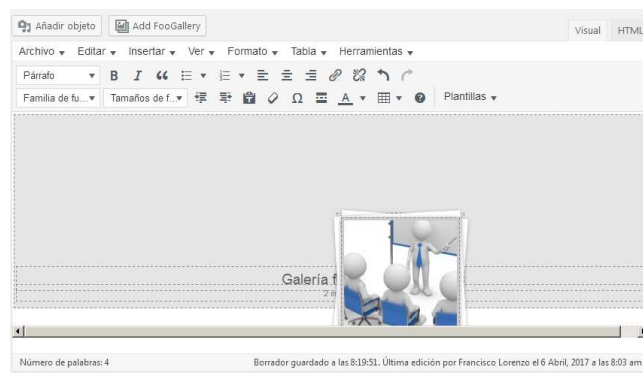 Añadir objeto Add FooGallery Visual HTML
Archivo Editar Insertar Ver Formato Tabla Herramientas
Párrafo B I
Familia de fu... Tamaños de f... Ω A Plantillas
Galería f
2
Número de palabras: 4 Borrador guardado a las 8:19:51. Última edición por Francisco Lorenzo el 6 Abril, 2017 a las 8:03 am